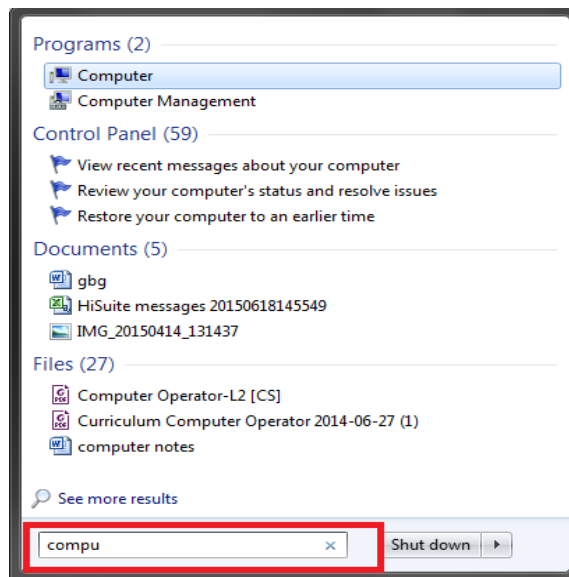 Programs (2)
Computer
Computer Management
Control Panel (59)
View recent messages about your computer
Review your computer's status and resolve issues
Restore your computer to an earlier time
Documents (5)
gbg
HiSuite messages 20150618145549
IMG_20150414_131437
Files (27)
Computer Operator-L2 [CS]
Curriculum Computer Operator 2014-06-27 (1)
computer notes
See more results
compu Shut down